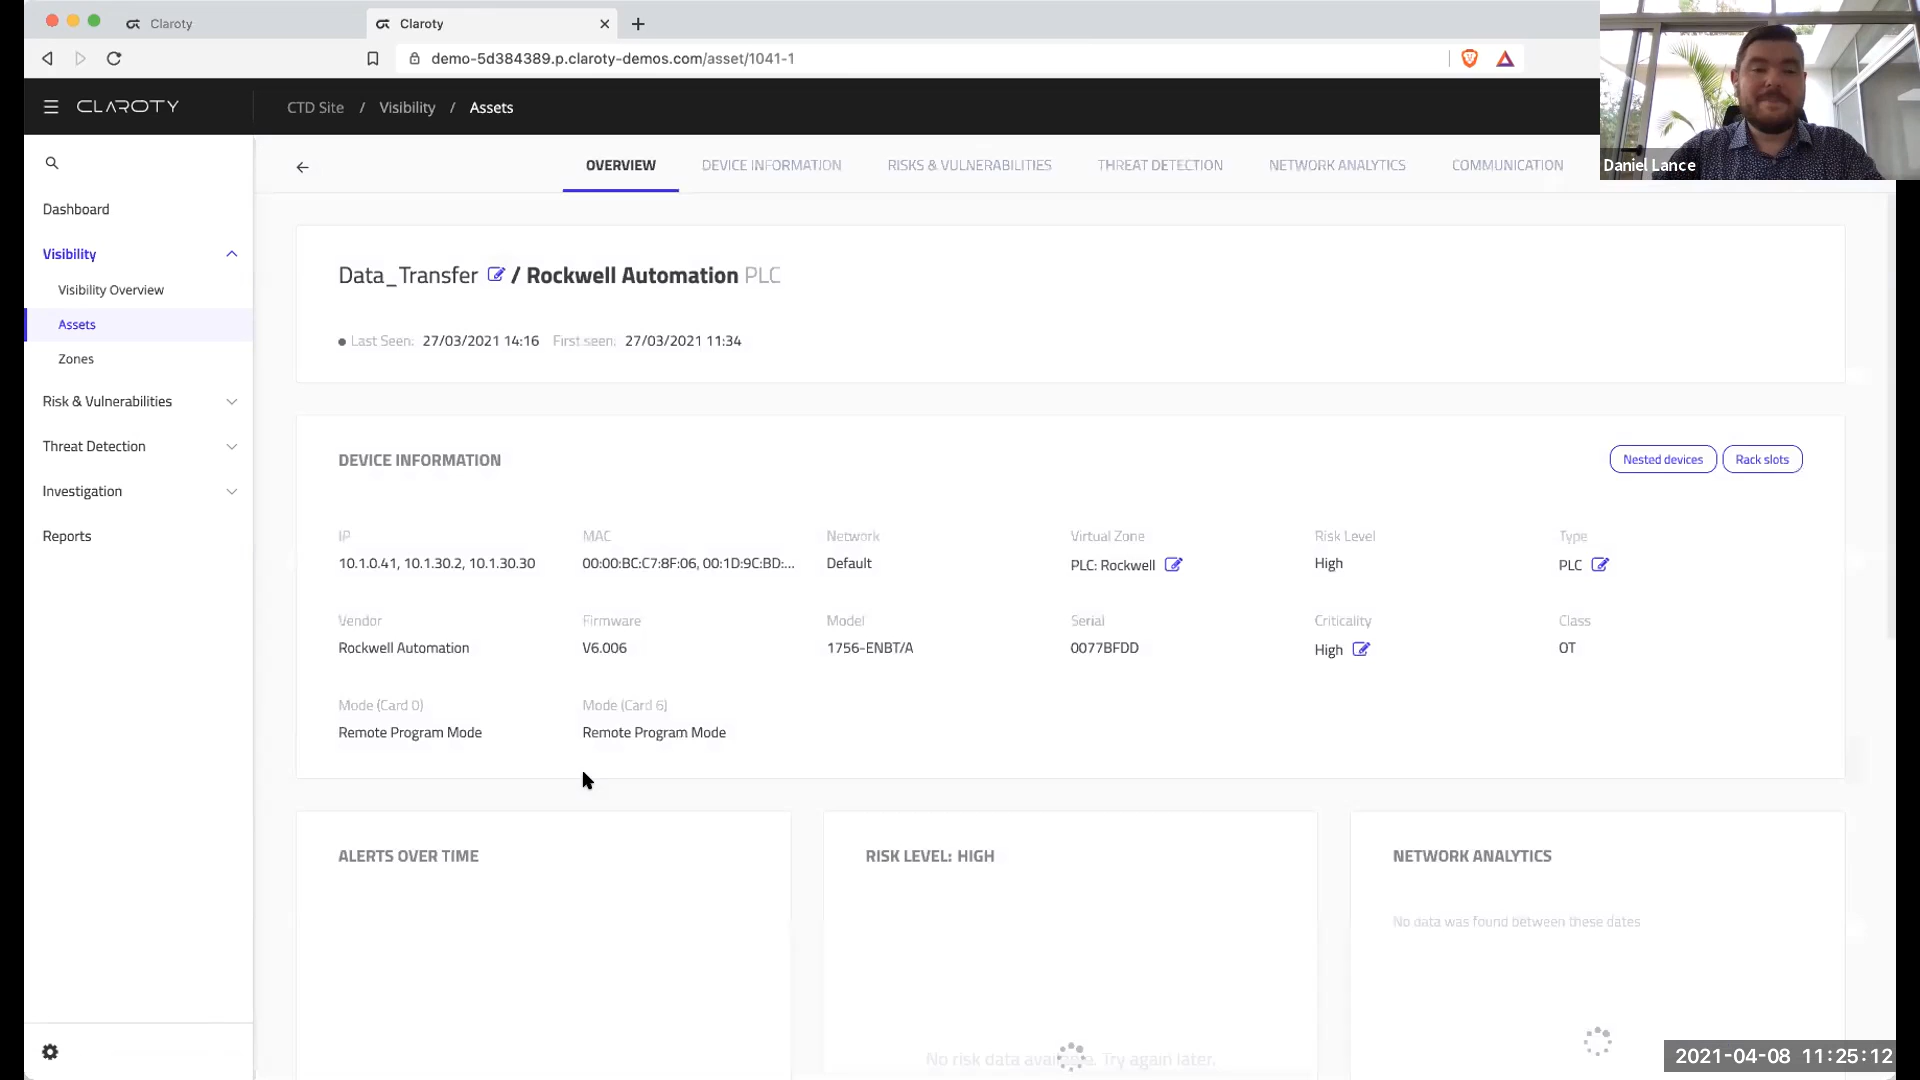 Claroty
Claroty
demo-5d384389.p.claroty-demos.com/asset/1041-1
CLAROTY
CTD Site / Visibility / Assets
Daniel Lance
Dashboard
Visibility
Visibility Overview
Assets
Zones
Risk & Vulnerabilities
Threat Detection
Investigation
Reports
OVERVIEW DEVICE INFORMATION RISKS & VULNERABILITIES THREAT DETECTION NETWORK ANALYTICS COMMUNICATION
Data_Transfer / Rockwell Automation PLC
Last Seen: 27/03/2021 14:16 First seen: 27/03/2021 11:34
DEVICE INFORMATION
Nested devices Rack slots
IP MAC Network Virtual Zone Risk Level Type
10.1.0.41, 10.1.30.2, 10.1.30.30 00:00:BC:C7:8F:06, 00:1D:9C:BD:... Default PLC: Rockwell High PLC
Vendor Firmware Model Serial Criticality Class
Rockwell Automation V6.006 1756-ENBT/A 0077BFDD High OT
Mode (Card 0) Mode (Card 6)
Remote Program Mode Remote Program Mode
ALERTS OVER TIME RISK LEVEL: HIGH NETWORK ANALYTICS
No data was found between these dates
No risk data available. Try again later.
2021-04-08 11:25:12